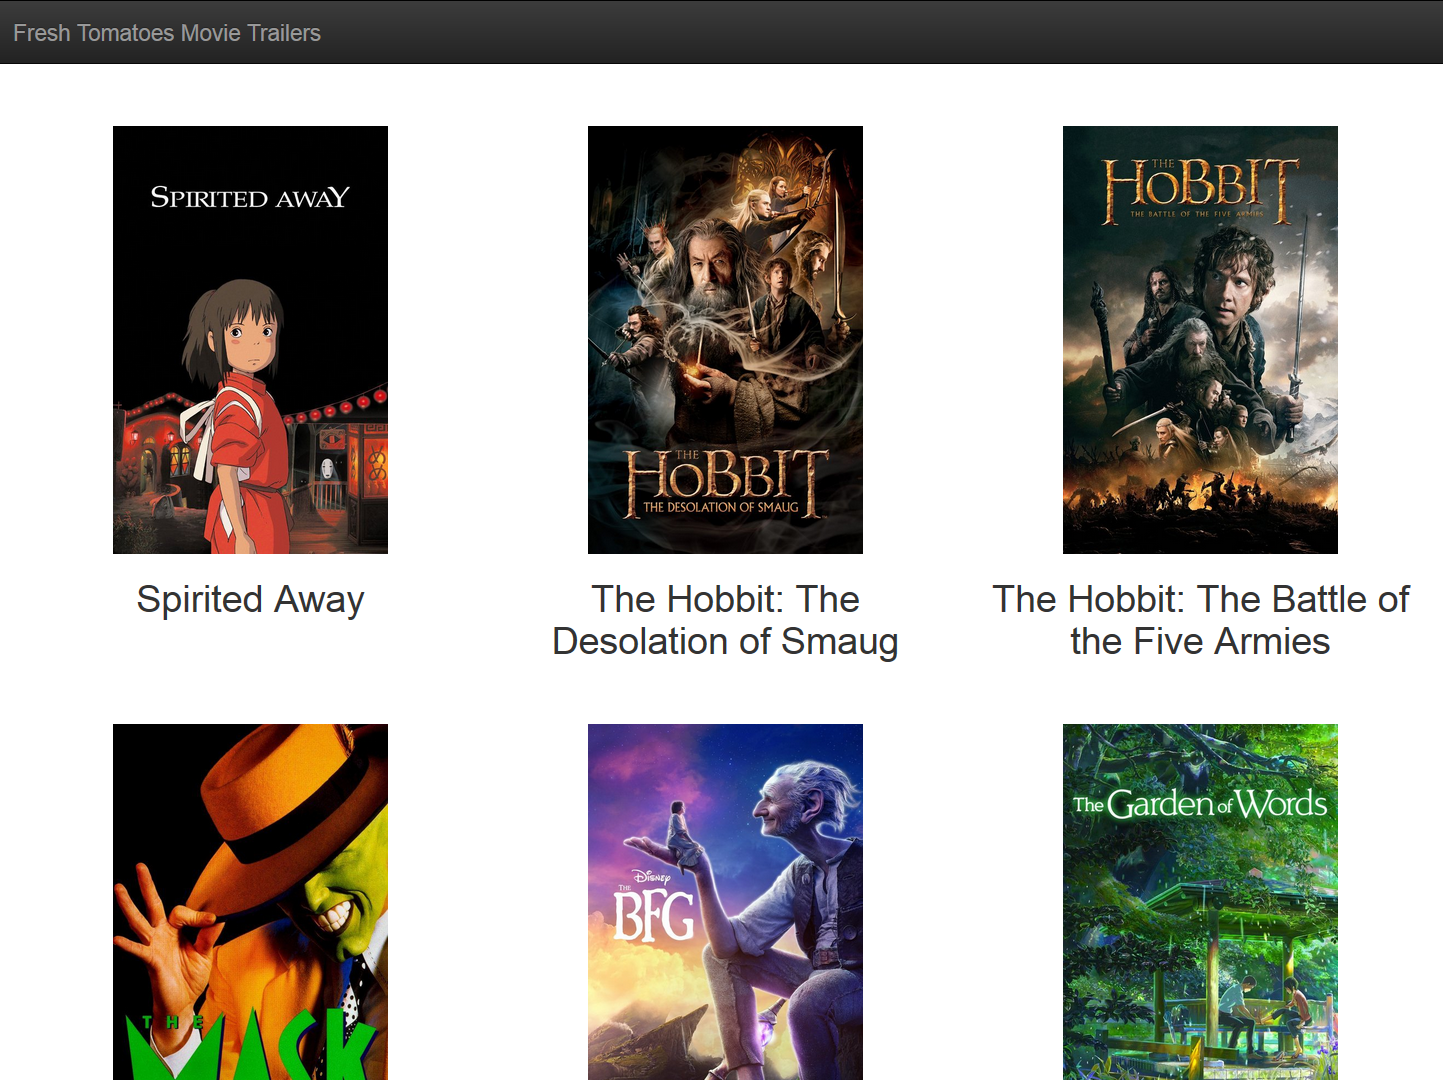 Fresh Tomatoes Movie Trailers
SPIRITED AWAY
THE
HOBBIT
THE DESOLATION OF SMAUG
THE
HOBBIT
THE BATTLE OF THE FIVE ARMIES
Spirited Away
The Hobbit: The
Desolation of Smaug
The Hobbit: The Battle of
the Five Armies
THE
MASK
Disney
THE
BFG
The Garden of Words